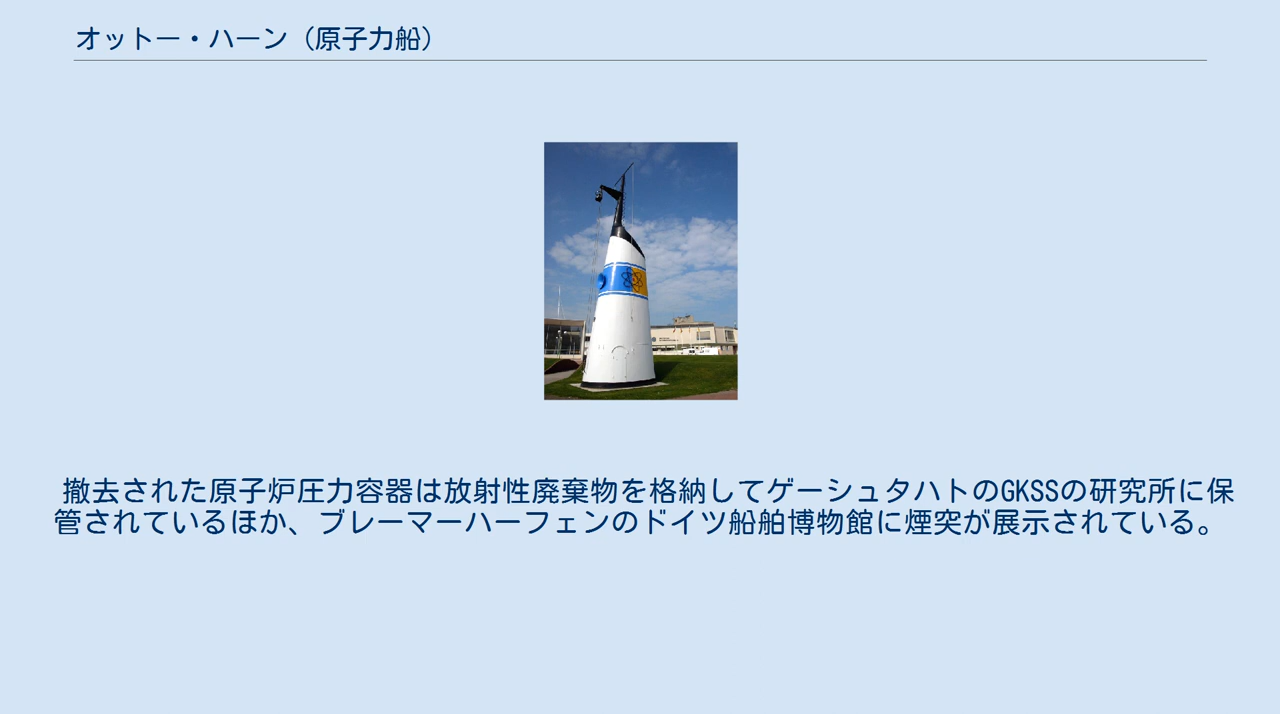 オットー・ハーン（原子力船）
撤去された原子炉圧力容器は放射性廃棄物を格納してゲーシュタハトのGKSSの研究所に保
管されているほか、ブレーマーハーフェンのドイツ船舶博物館に煙突が展示されている。